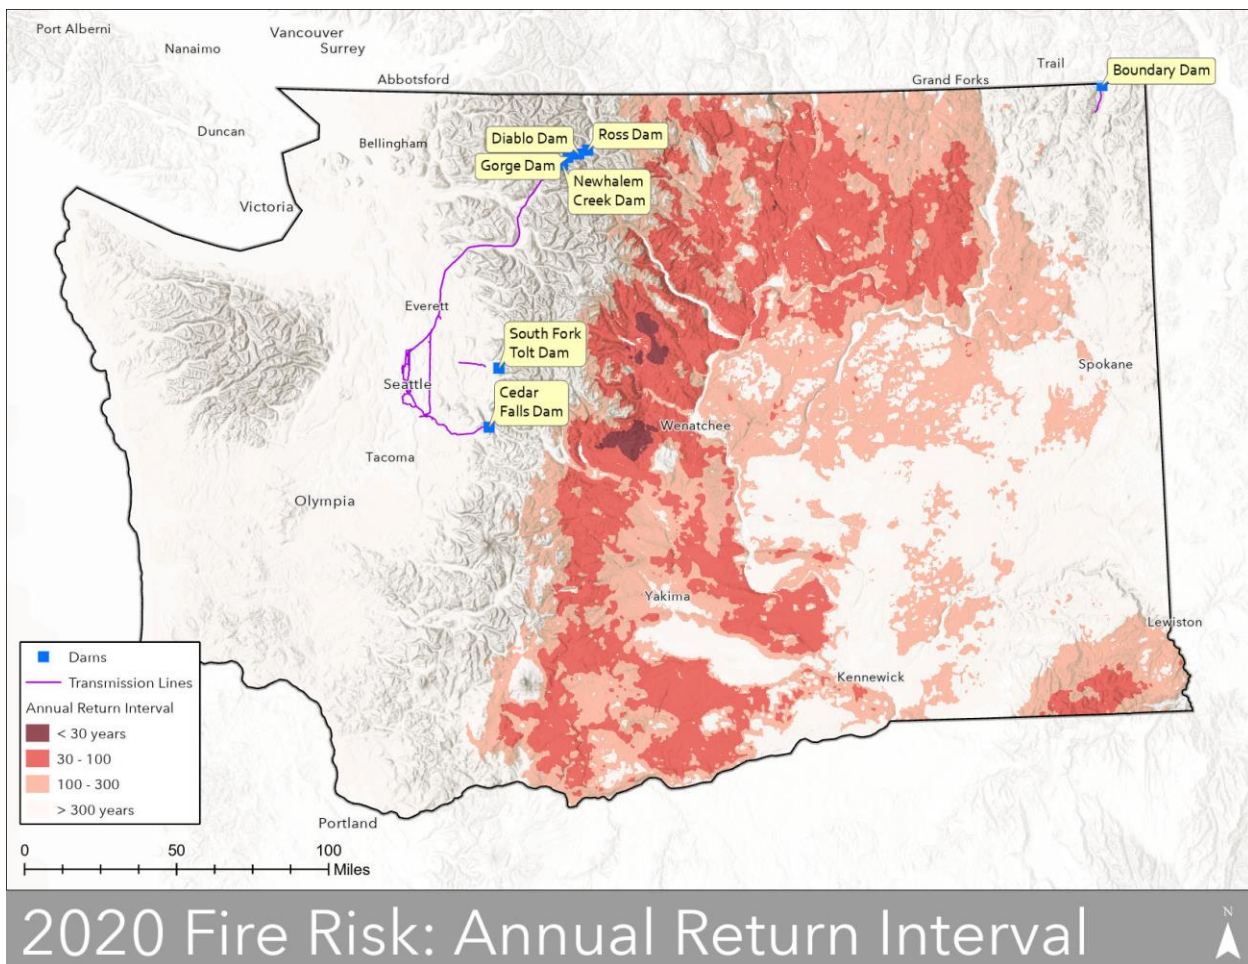 Port Alberni
Vancouver
Nanaimo
Surrey
Abbotsford
Grand Forks
Trail
Boundary Dam
Duncan
Bellingham
Diablo Dam
Ross Dam
Gorge Dam
Newhalem
Creek Dam
Victoria
Everett
South Fork
Tolt Dam
Spokane
Seattle
Cedar
Falls Dam
Wenatchee
Tacoma
Olympia
Yakima
Lewiston
Kennewick
Portland
Dams
Transmission Lines
Annual Return Interval
< 30 years
30 - 100
100 - 300
> 300 years
0 50 100
Miles
2020 Fire Risk: Annual Return Interval
N